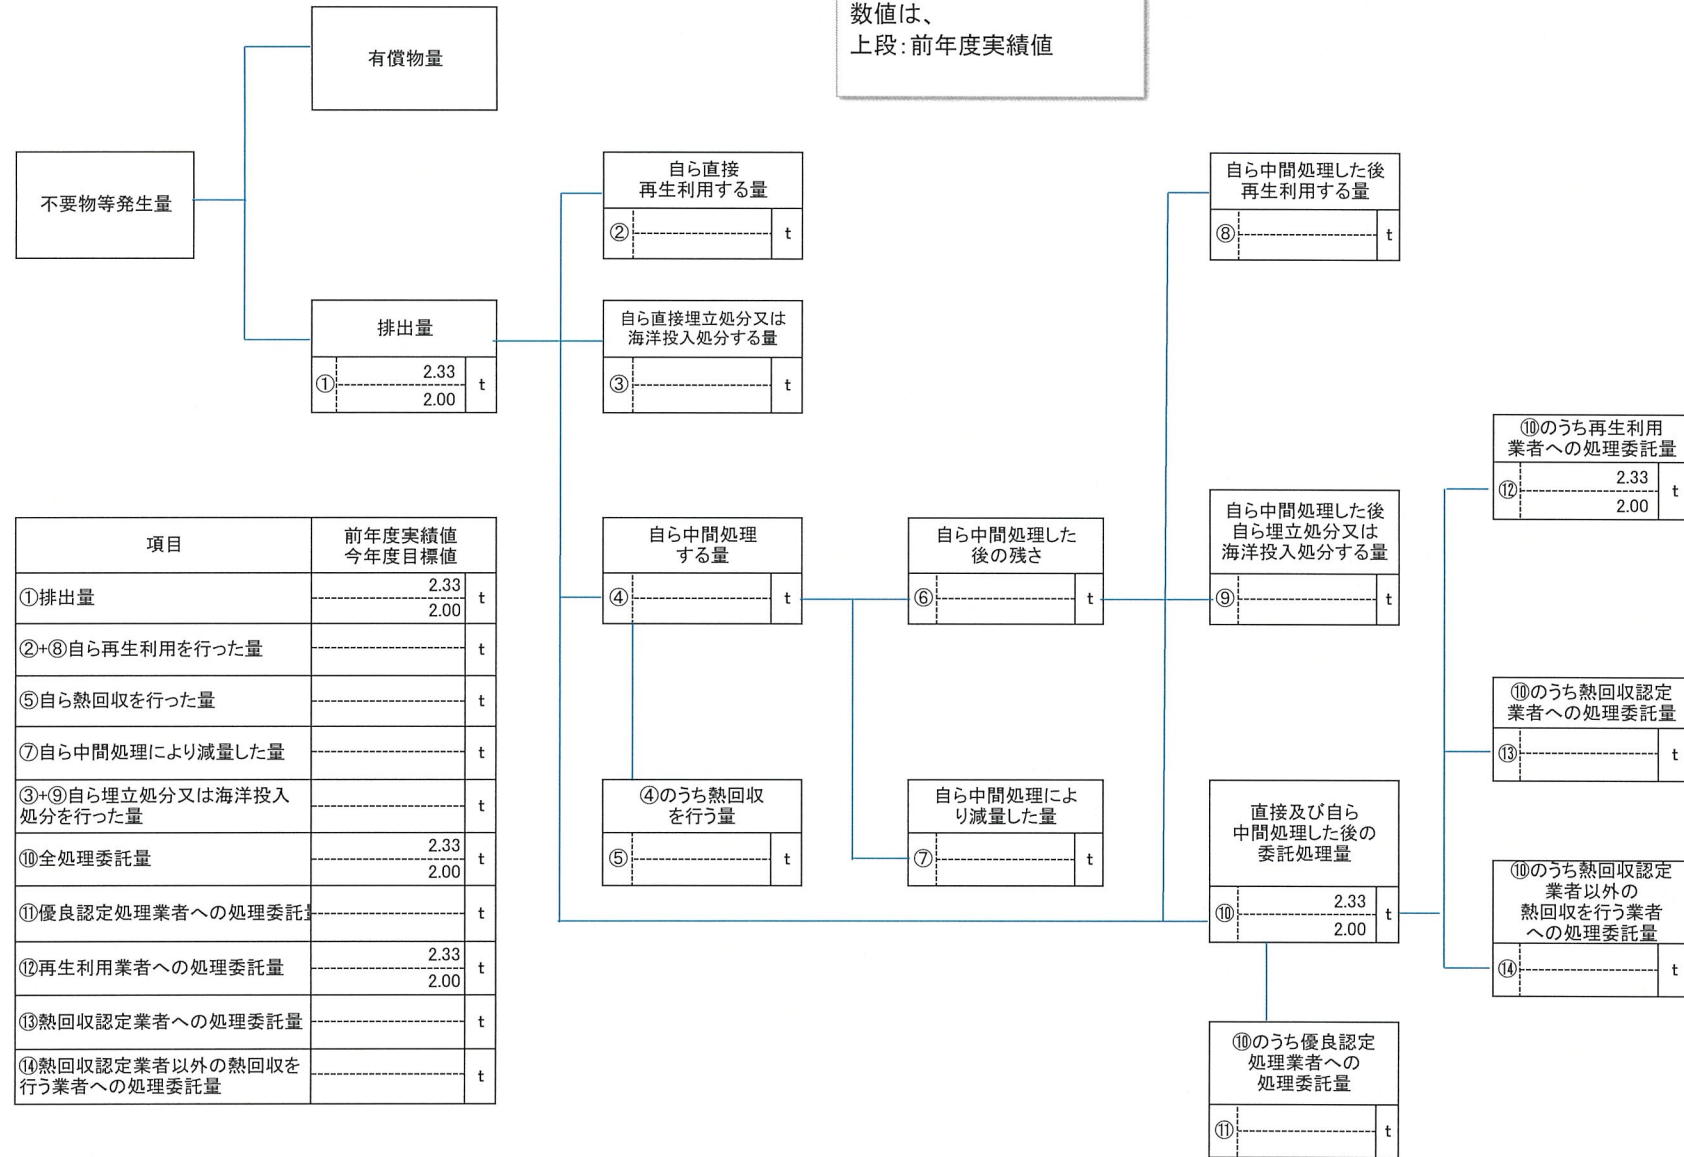 数値は、
上段：前年度実績値
有償物量
不要物等発生量
排出量
①
2.33
2.00
t
自ら直接
再生利用する量
②
t
自ら直接埋立処分又は
海洋投入処分する量
③
t
自ら中間処理
する量
④
t
④のうち熱回収
を行う量
⑤
t
自ら中間処理した
後の残さ
⑥
t
自ら中間処理によ
り減量した量
⑦
t
自ら中間処理した後
再生利用する量
⑧
t
自ら中間処理した後
自ら埋立処分又は
海洋投入処分する量
⑨
t
直接及び自ら
中間処理した後の
委託処理量
⑩
2.33
2.00
t
⑩のうち優良認定
処理業者への
処理委託量
⑪
t
⑩のうち再生利用
業者への処理委託量
⑫
2.33
2.00
t
⑩のうち熱回収認定
業者への処理委託量
⑬
t
⑩のうち熱回収認定
業者以外の
熱回収を行う業者
への処理委託量
⑭
t
項目
前年度実績値
今年度目標値
①排出量
2.33
2.00
t
②+⑧自ら再生利用を行った量
t
⑤自ら熱回収を行った量
t
⑦自ら中間処理により減量した量
t
③+⑨自ら埋立処分又は海洋投入
処分を行った量
t
⑩全処理委託量
2.33
2.00
t
⑪優良認定処理業者への処理委託
t
⑫再生利用業者への処理委託量
2.33
2.00
t
⑬熱回収認定業者への処理委託量
t
⑭熱回収認定業者以外の熱回収を
行う業者への処理委託量
t